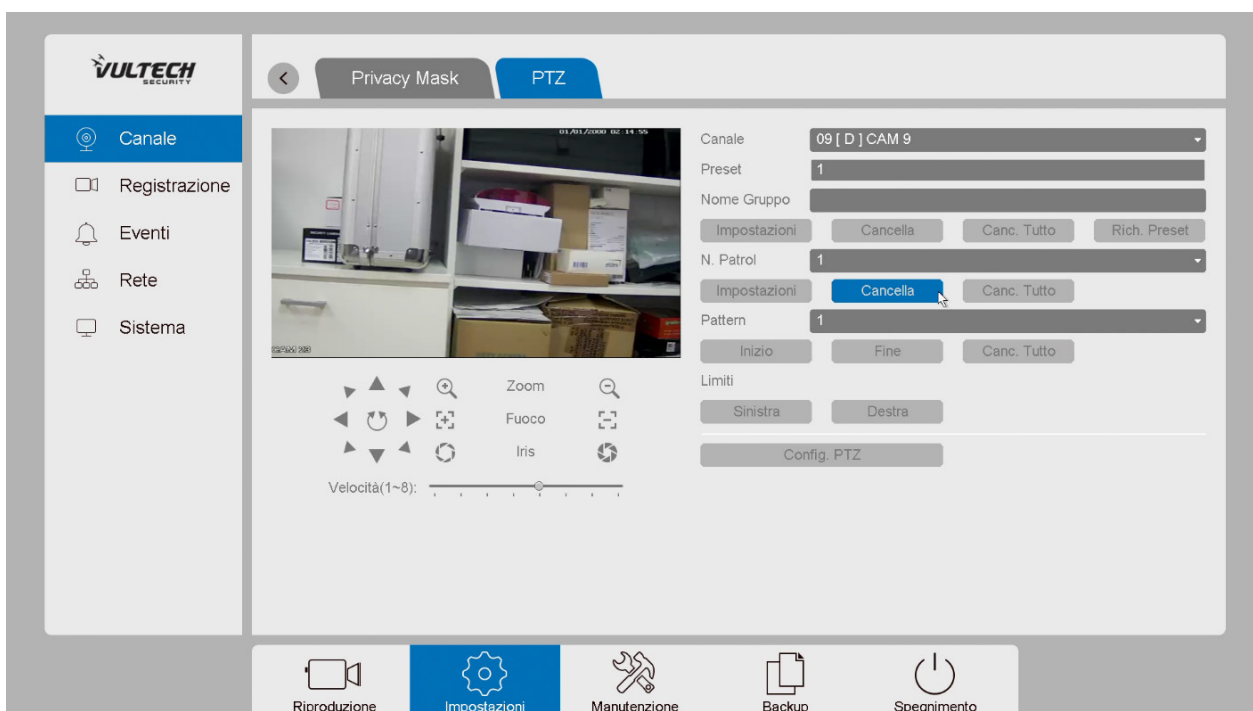 VULTECH
SECURITY
Privacy Mask
PTZ
Canale
Registrazione
Eventi
Rete
Sistema
01/01/2000 02:14:55
Zoom
Fuoco
Iris
Velocità(1~8):
Canale 09 [ D ] CAM 9
Preset 1
Nome Gruppo
Impostazioni Cancella Canc. Tutto Rich. Preset
N. Patrol 1
Impostazioni Cancella Canc. Tutto
Pattern 1
Inizio Fine Canc. Tutto
Limiti
Sinistra Destra
Config. PTZ
Riproduzione
Impostazioni
Manutenzione
Backup
Spegnimento